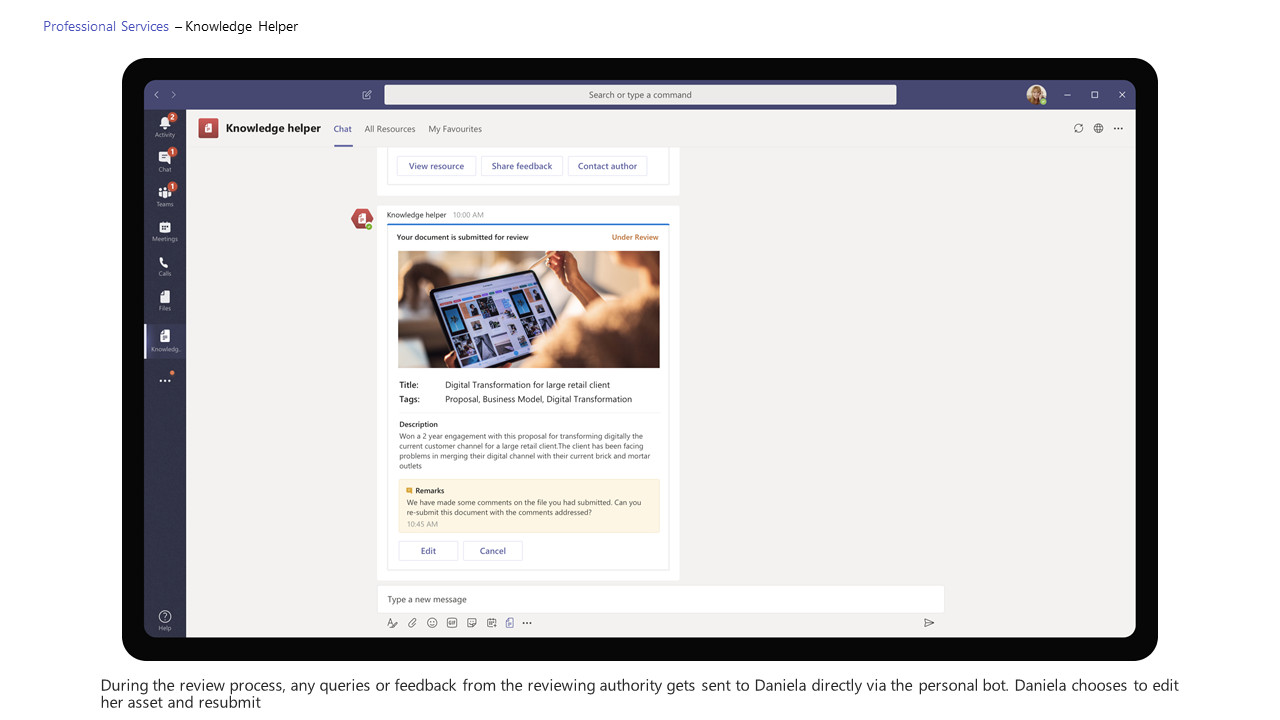 Professional Services – Knowledge Helper
Search or type a command
2
Activity
1
Chat
1
Teams
Meetings
Calls
Files
Knowledg..
Help
Knowledge helper Chat All Resources My Favourites
View resource Share feedback Contact author
Knowledge helper 10:00 AM
Your document is submitted for review Under Review
Title: Digital Transformation for large retail client
Tags: Proposal, Business Model, Digital Transformation
Description
Won a 2 year engagement with this proposal for transforming digitally the
current customer channel for a large retail client.The client has been facing
problems in merging their digital channel with their current brick and mortar
outlets
Remarks
We have made some comments on the file you had submitted. Can you
re-submit this document with the comments addressed?
10:45 AM
Edit Cancel
Type a new message
GIF
During the review process, any queries or feedback from the reviewing authority gets sent to Daniela directly via the personal bot. Daniela chooses to edit
her asset and resubmit